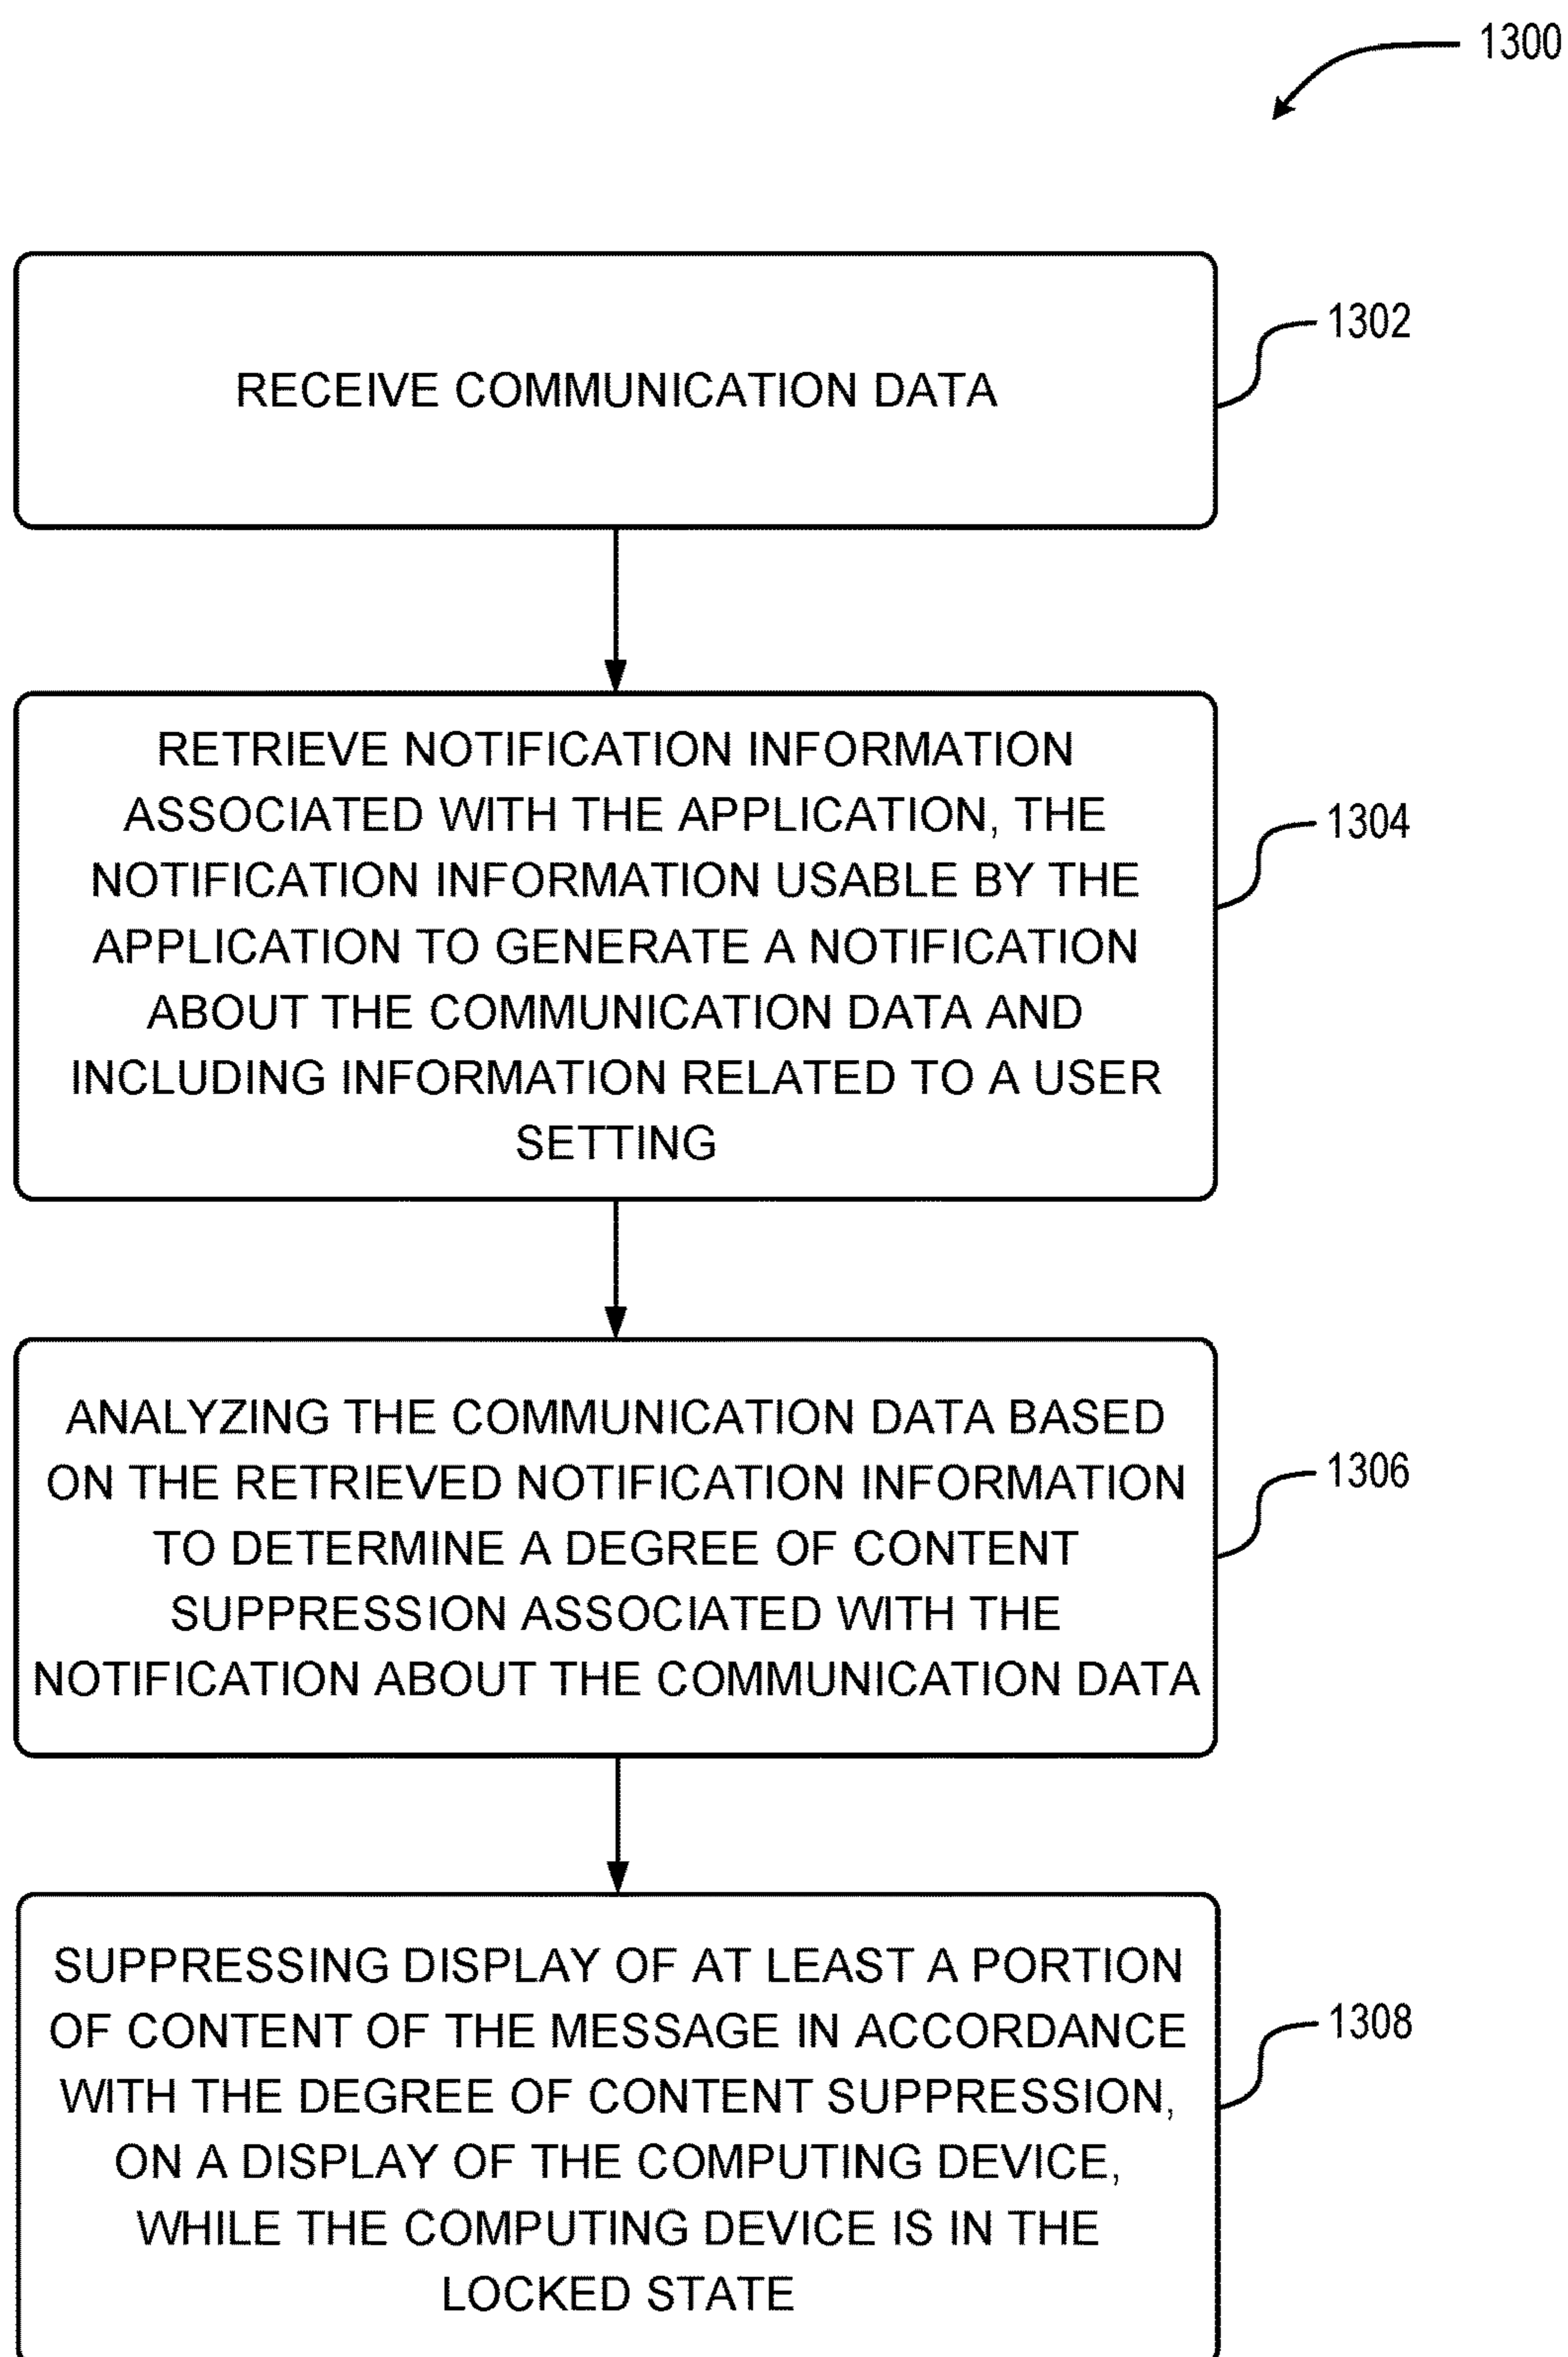 1300
RECEIVE COMMUNICATION DATA
1302
RETRIEVE NOTIFICATION INFORMATION
ASSOCIATED WITH THE APPLICATION, THE
NOTIFICATION INFORMATION USABLE BY THE
APPLICATION TO GENERATE A NOTIFICATION
ABOUT THE COMMUNICATION DATA AND
INCLUDING INFORMATION RELATED TO A USER
SETTING
1304
ANALYZING THE COMMUNICATION DATA BASED
ON THE RETRIEVED NOTIFICATION INFORMATION
TO DETERMINE A DEGREE OF CONTENT
SUPPRESSION ASSOCIATED WITH THE
NOTIFICATION ABOUT THE COMMUNICATION DATA
1306
SUPPRESSING DISPLAY OF AT LEAST A PORTION
OF CONTENT OF THE MESSAGE IN ACCORDANCE
WITH THE DEGREE OF CONTENT SUPPRESSION,
ON A DISPLAY OF THE COMPUTING DEVICE,
WHILE THE COMPUTING DEVICE IS IN THE
LOCKED STATE
1308